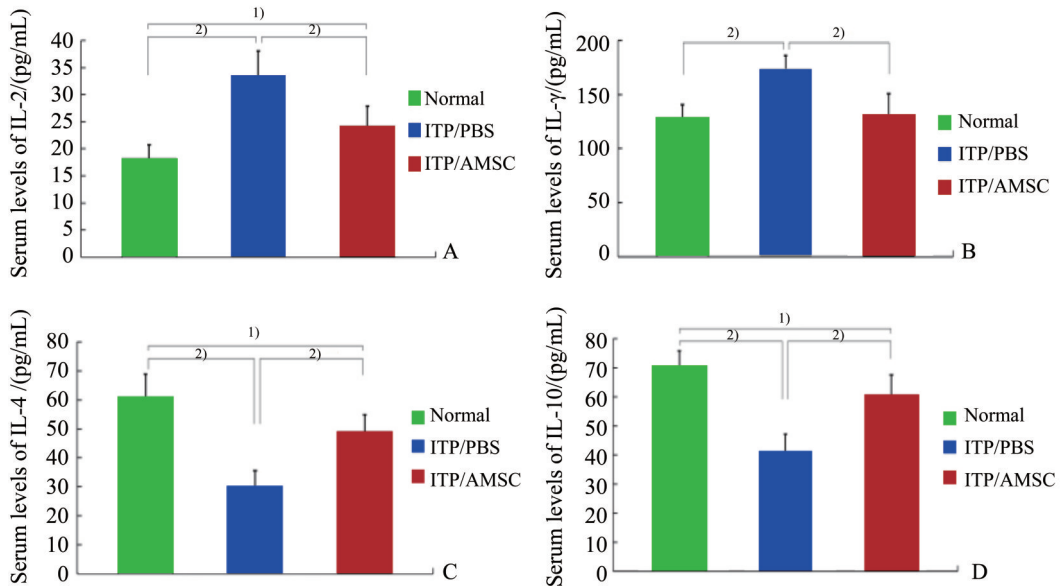 1)
2) 2)
Serum levels of IL-2/(pg/mL)
40
35
30
25
20
15
10
5
0
Normal
ITP/PBS
ITP/AMSC
A
2) 2)
Serum levels of IL-γ/(pg/mL)
200
150
100
50
0
Normal
ITP/PBS
ITP/AMSC
B
1)
2) 2)
Serum levels of IL-4 /(pg/mL)
80
70
60
50
40
30
20
10
0
Normal
ITP/PBS
ITP/AMSC
C
1)
2) 2)
Serum levels of IL-10/(pg/mL)
80
70
60
50
40
30
20
10
0
Normal
ITP/PBS
ITP/AMSC
D